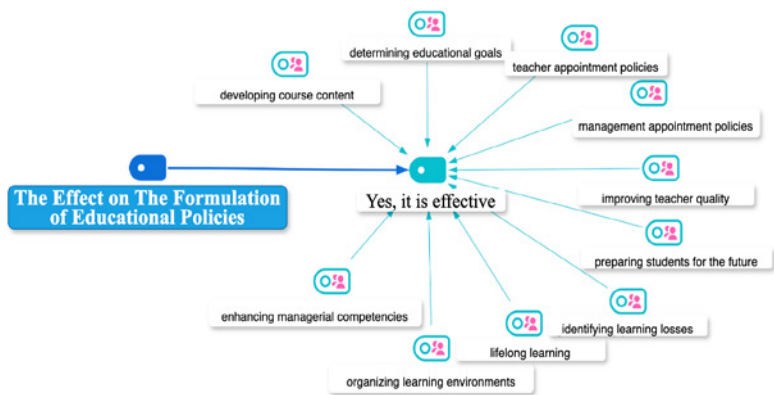 determining educational goals
teacher appointment policies
developing course content
management appointment policies
The Effect on The Formulation
of Educational Policies
Yes, it is effective
improving teacher quality
preparing students for the future
enhancing managerial competencies
identifying learning losses
lifelong learning
organizing learning environments